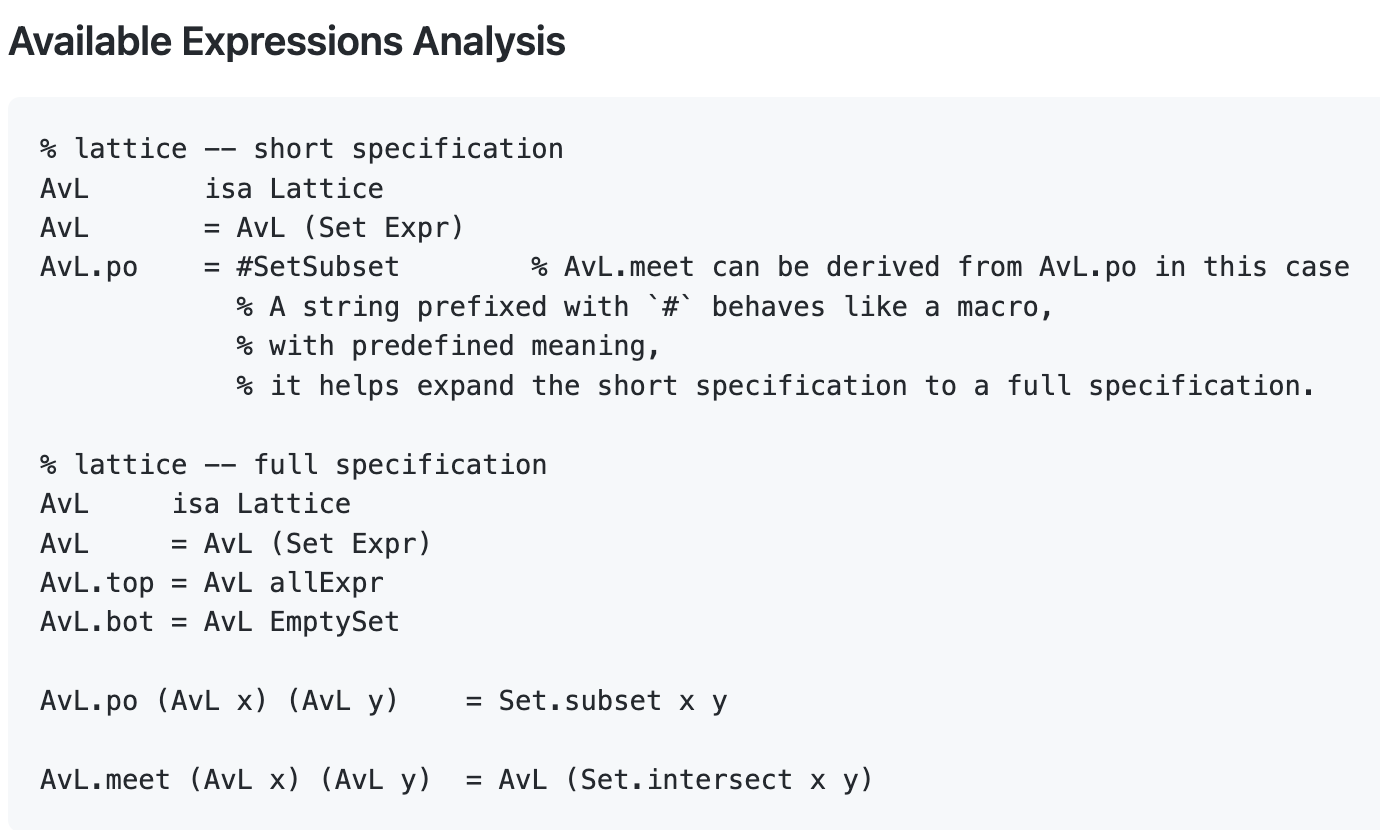 Available Expressions Analysis
% lattice -- short specification
AvL       isa Lattice
AvL       = AvL (Set Expr)
AvL.po    = #SetSubset        % AvL.meet can be derived from AvL.po in this case
            % A string prefixed with `#` behaves like a macro,
            % with predefined meaning,
            % it helps expand the short specification to a full specification.
% lattice -- full specification
AvL     isa Lattice
AvL     = AvL (Set Expr)
AvL.top = AvL allExpr
AvL.bot = AvL EmptySet
AvL.po (AvL x) (AvL y)    = Set.subset x y
AvL.meet (AvL x) (AvL y)  = AvL (Set.intersect x y)